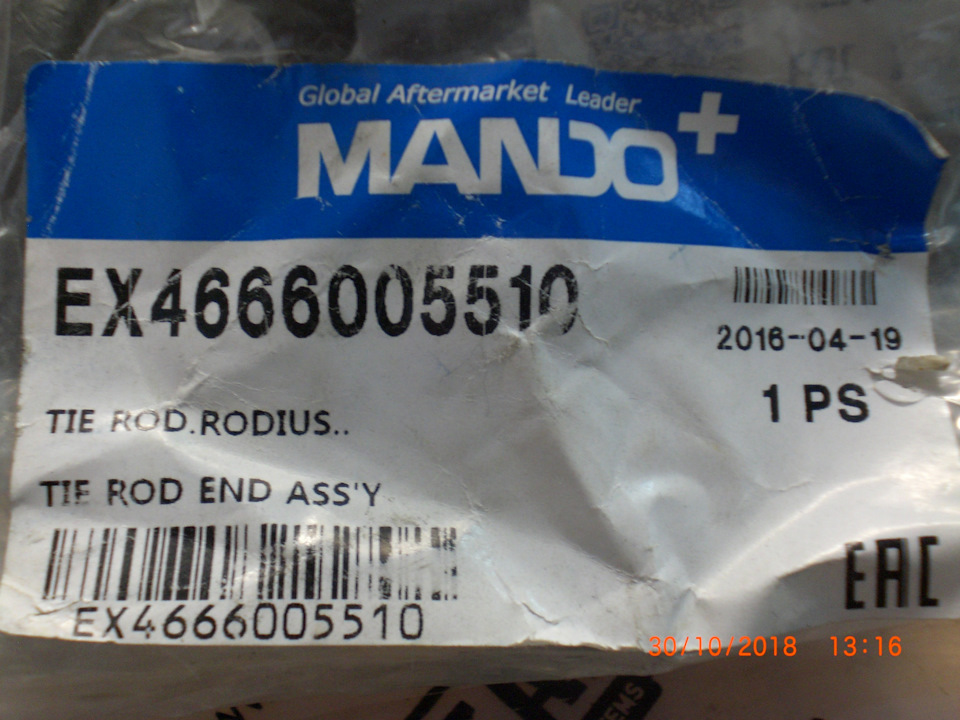 Global Aftermarket Leader
MANDO+
EX4666005510
2016-04-19
1 PS
TIE ROD.RODIUS..
TIE ROD END ASS'Y
EX4666005510
EAC
30/10/2018 13:16